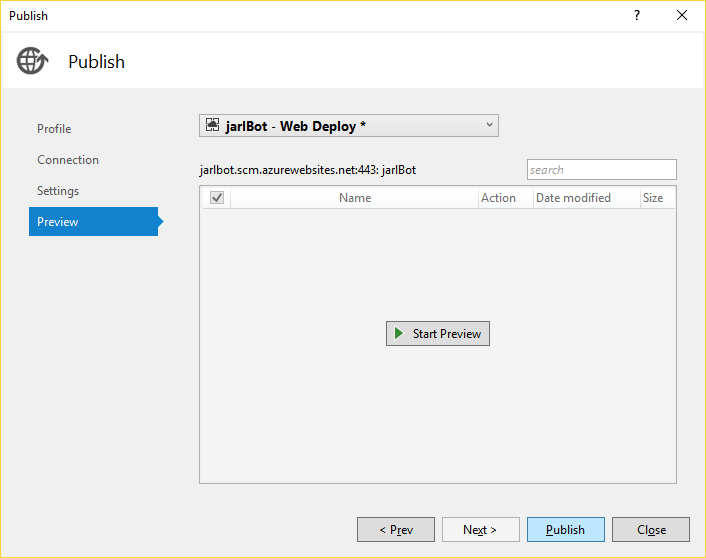 Publish
?
Publish
Profile
Connection
Settings
Preview
jarlBot - Web Deploy *
jarlbot.scm.azurewebsites.net:443: jarlBot
search
Name Action Date modified Size
Start Preview
< Prev Next > Publish Close